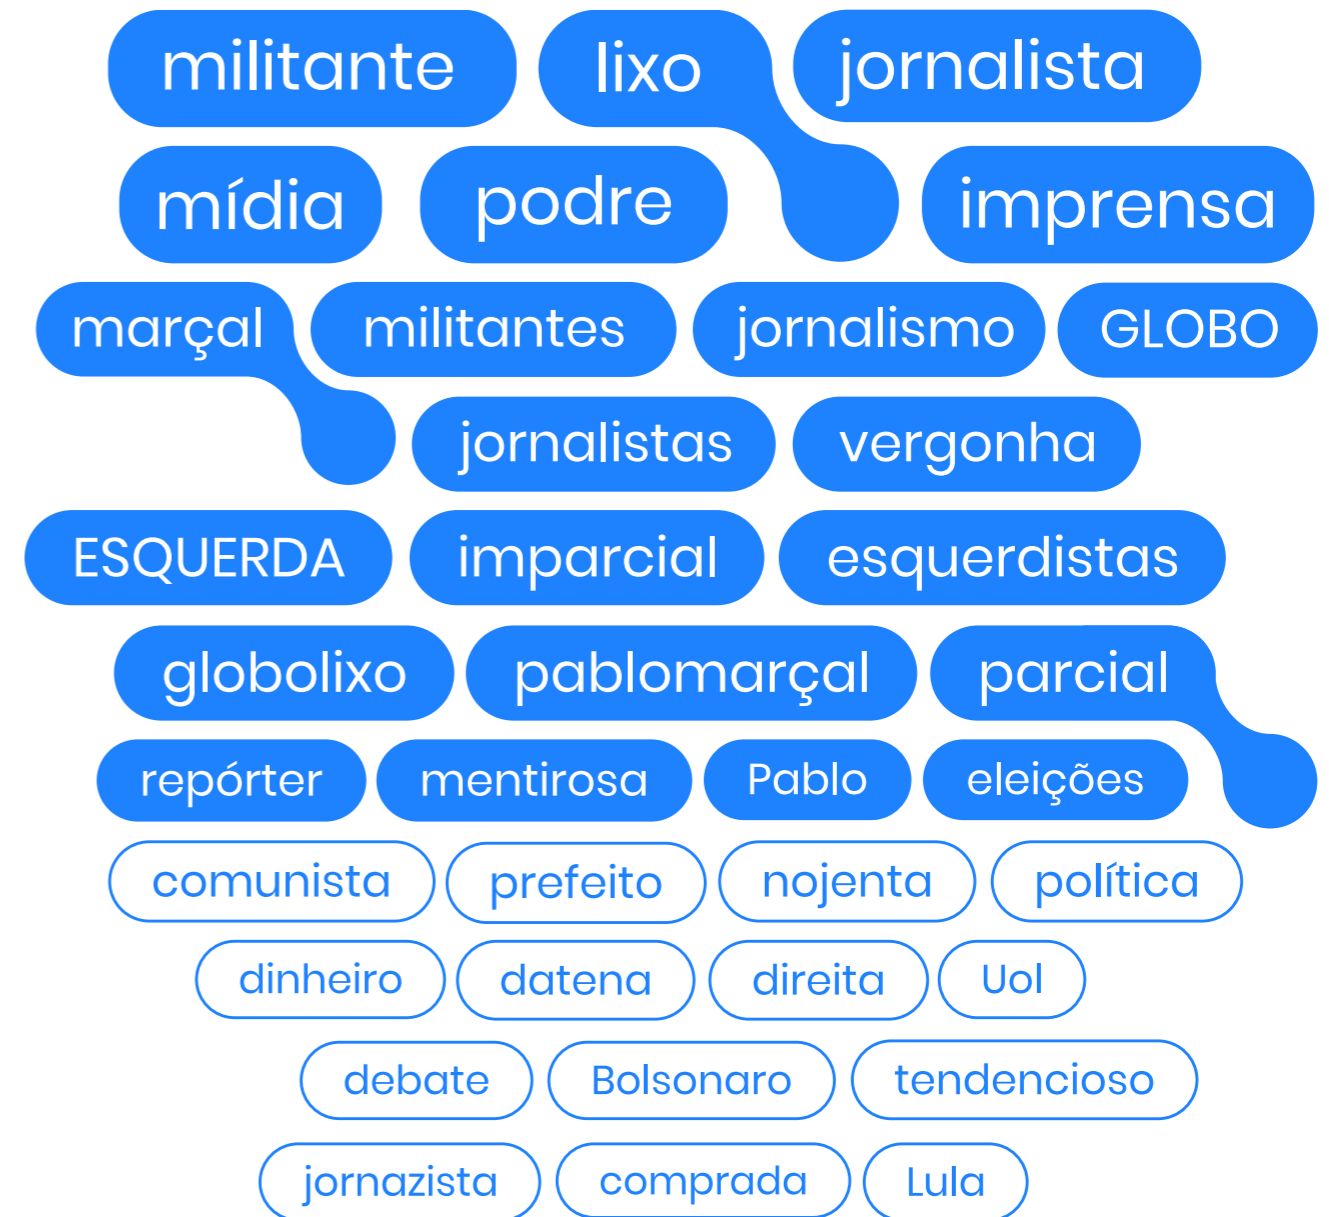 militante lixo jornalista
mídia podre imprensa
marçal militantes jornalismo GLOBO
jornalistas vergonha
ESQUERDA imparcial esquerdistas
globolixo pablomarçal parcial
repórter mentirosa Pablo eleições
comunista prefeito nojenta política
dinheiro datena direita Uol
debate Bolsonaro tendencioso
jornazista comprada Lula